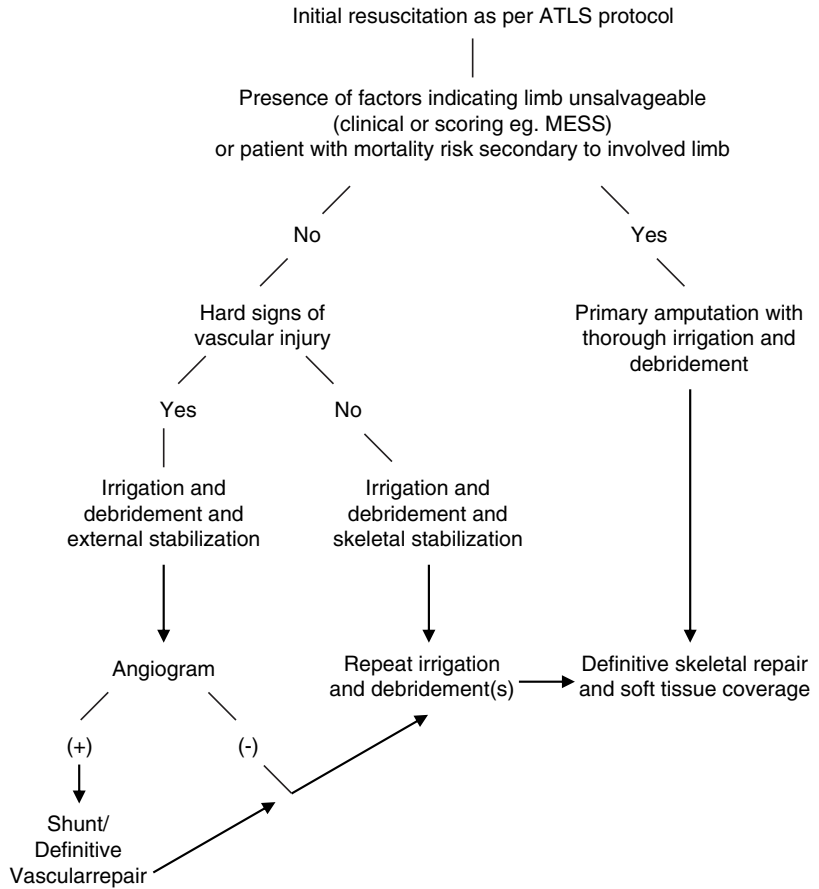 Initial resuscitation as per ATLS protocol
Presence of factors indicating limb unsalvageable
(clinical or scoring eg. MESS)
or patient with mortality risk secondary to involved limb
No
Yes
Hard signs of
vascular injury
Primary amputation with
thorough irrigation and
debridement
Yes
No
Irrigation and
debridement and
external stabilization
Irrigation and
debridement and
skeletal stabilization
Angiogram
Repeat irrigation
and debridement(s)
Definitive skeletal repair
and soft tissue coverage
(+)
(-)
Shunt/
Definitive
Vascularrepair